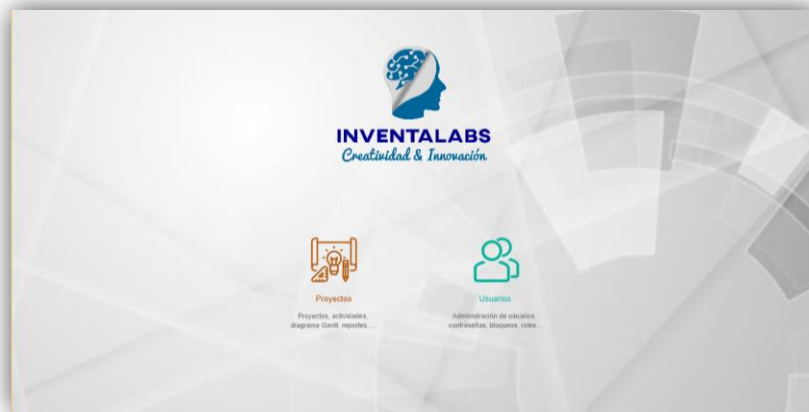 INVENTALABS
Creatividad & Innovación
Proyectos
Proyectos, actividades,
diagrama Gantt, reportes, ...
Usuarios
Administración de usuarios,
contraseñas, bloqueos, roles...